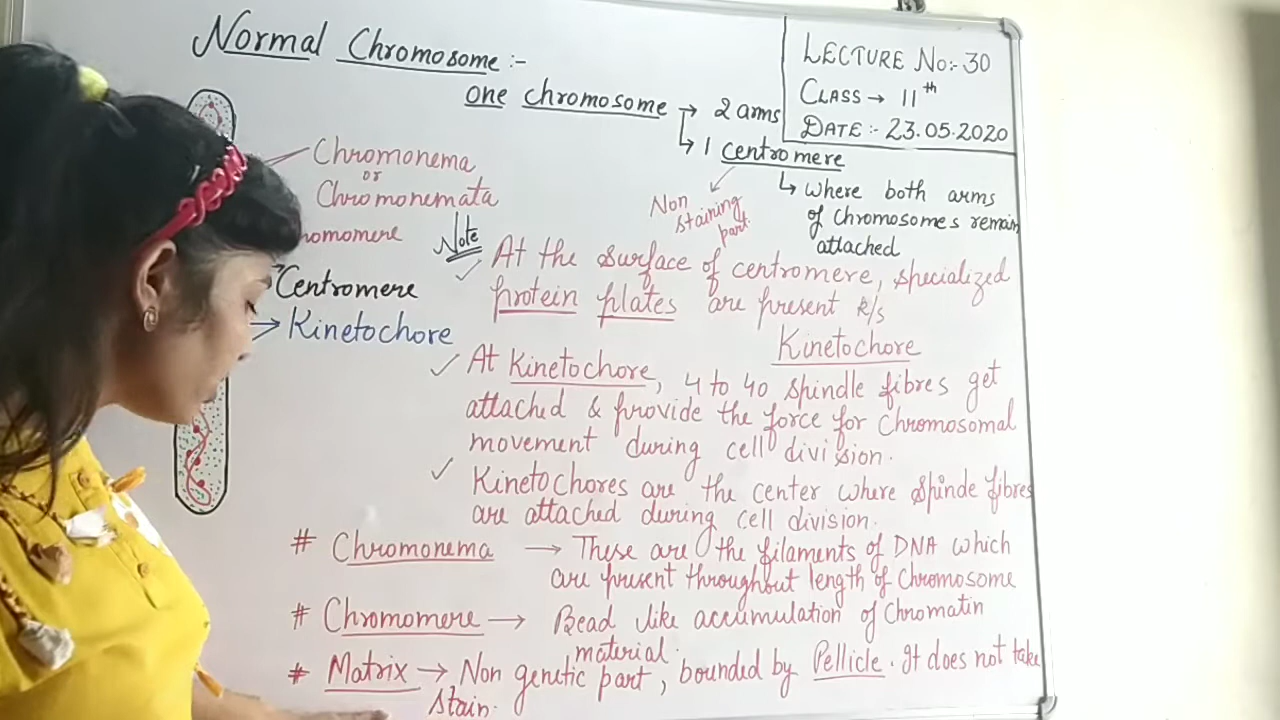 Normal Chromosome :-
LECTURE No:- 30
CLASS → 11th
DATE :- 23.05.2020
one chromosome → 2 arms
↳ 1 centromere
Non
Staining
part.
↳ Where both arms
of chromosomes remain
attached
Chromonema
or
Chromonemata
omomere
Centromere
→ Kinetochore
Note
✓ At the surface of centromere, specialized
protein plates are present k/s
Kinetochore
✓ At Kinetochore, 4 to 40 spindle fibres get
attached & provide the force for Chromosomal
movement during cell division.
✓ Kinetochores are the center where spinde fibres
are attached during cell division.
# Chromonema → These are the filaments of DNA which
are present throughout length of Chromosome
# Chromomere → Bead like accumulation of Chromatin
material.
# Matrix → Non genetic part, bounded by Pellicle. It does not take
stain.